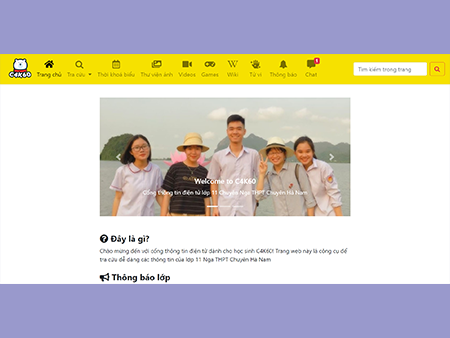 C4K60
Trang chủ
Tra cứu
Thời khoá biểu
Thư viện ảnh
Videos
Games
Wiki
Tử vi
Thông báo
Chat
Tìm kiếm trong trang
Welcome to C4K60
Cổng thông tin điện tử lớp 11 Chuyên Nga THPT Chuyên Hà Nam
Đây là gì?
Chào mừng đến với cổng thông tin điện tử dành cho học sinh C4K60! Trang web này là công cụ để
tra cứu dễ dàng các thông tin của lớp 11 Nga THPT Chuyên Hà Nam
Thông báo lớp